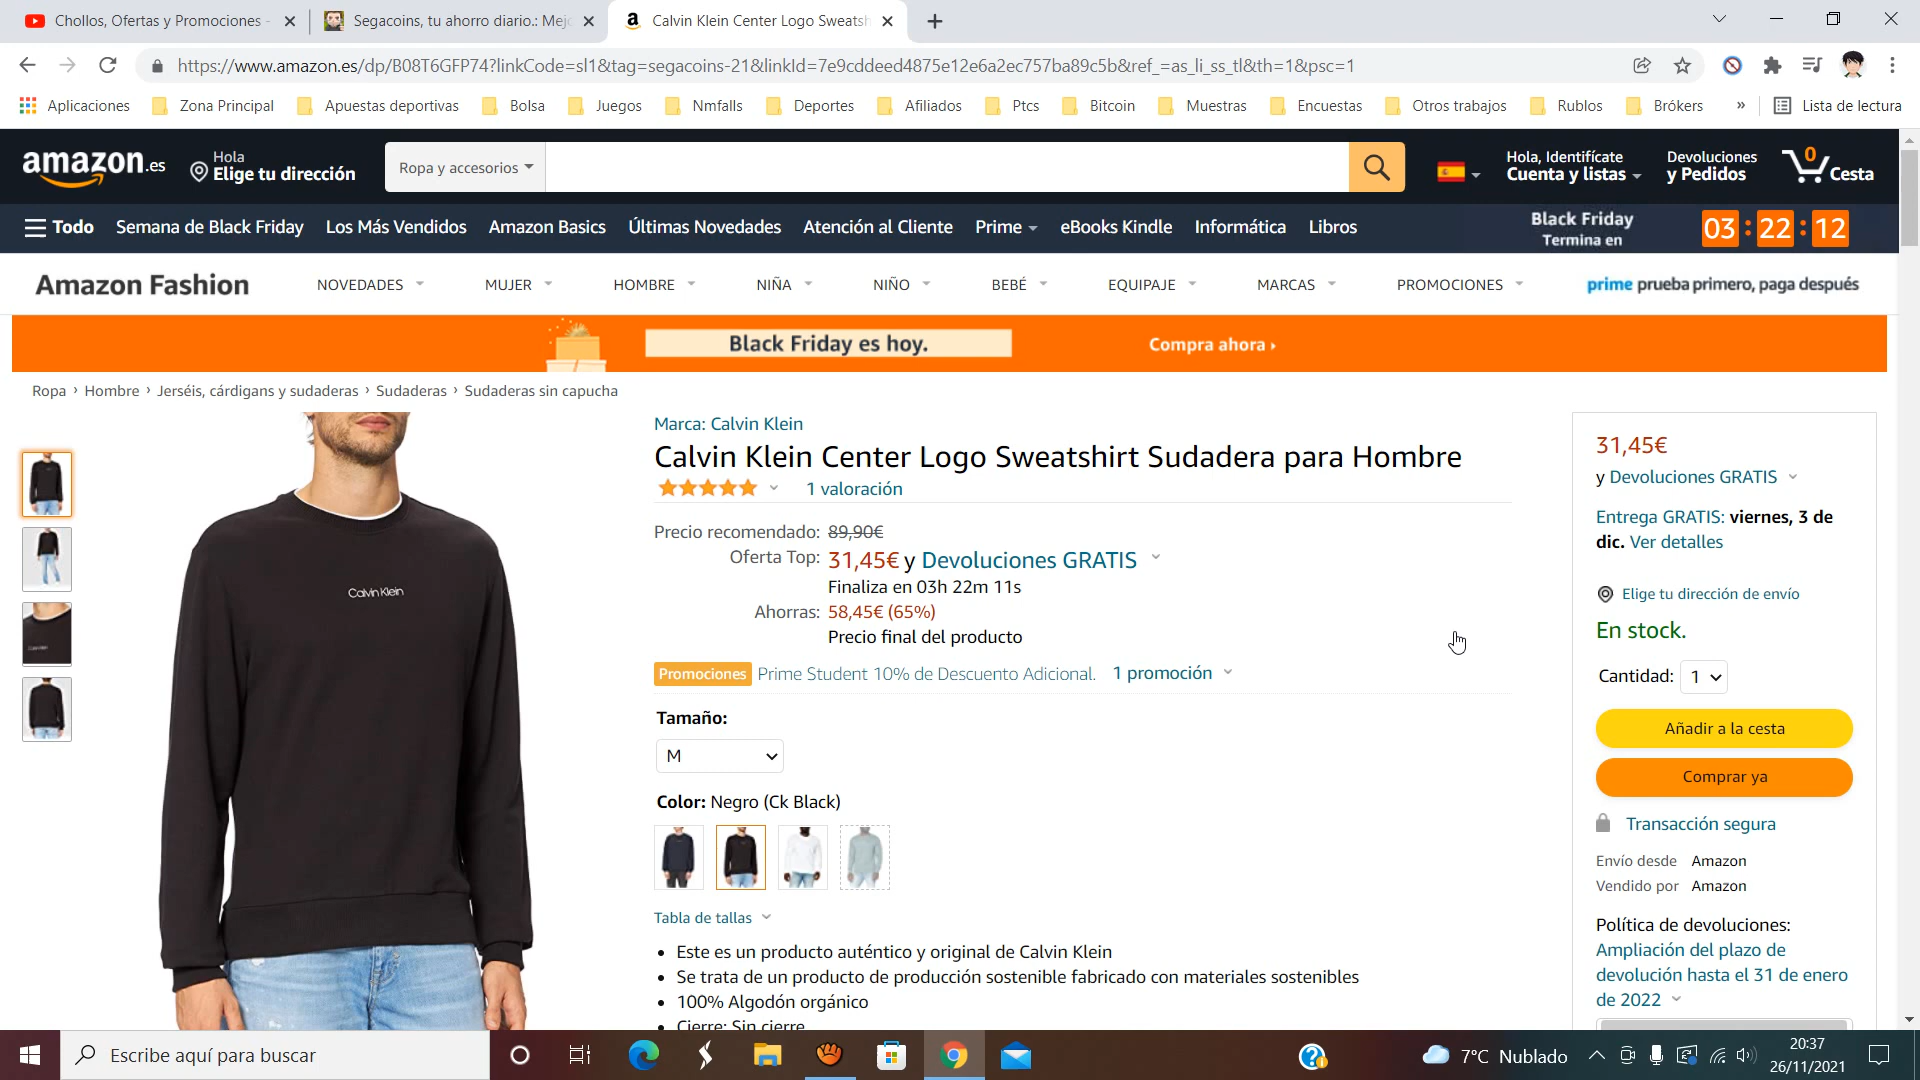 Chollos, Ofertas y Promociones -
Segacoins, tu ahorro diario.: Mejo
Calvin Klein Center Logo Sweatsh
https://www.amazon.es/dp/B08T6GFP74?linkCode=sl1&tag=segacoins-21&linkId=7e9cddeed4875e12e6a2ec757ba89c5b&ref_=as_li_ss_tl&th=1&psc=1
Aplicaciones Zona Principal Apuestas deportivas Bolsa Juegos Nmfalls Deportes Afiliados Ptcs Bitcoin Muestras Encuestas Otros trabajos Rublos Brókers » Lista de lectura
amazon.es
Hola
Elige tu dirección
Ropa y accesorios
Hola, Identifícate
Cuenta y listas
Devoluciones
y Pedidos
0
Cesta
Todo Semana de Black Friday Los Más Vendidos Amazon Basics Últimas Novedades Atención al Cliente Prime eBooks Kindle Informática Libros
Black Friday
Termina en
03 : 22 : 12
Amazon Fashion NOVEDADES MUJER HOMBRE NIÑA NIÑO BEBÉ EQUIPAJE MARCAS PROMOCIONES prime prueba primero, paga después
Black Friday es hoy. Compra ahora ›
Ropa › Hombre › Jerséis, cárdigans y sudaderas › Sudaderas › Sudaderas sin capucha
Calvin Klein
Marca: Calvin Klein
Calvin Klein Center Logo Sweatshirt Sudadera para Hombre
1 valoración
Precio recomendado: 89,90€
Oferta Top: 31,45€ y Devoluciones GRATIS
Finaliza en 03h 22m 11s
Ahorras: 58,45€ (65%)
Precio final del producto
Promociones Prime Student 10% de Descuento Adicional. 1 promoción
Tamaño:
M
Color: Negro (Ck Black)
Tabla de tallas
• Este es un producto auténtico y original de Calvin Klein
• Se trata de un producto de producción sostenible fabricado con materiales sostenibles
• 100% Algodón orgánico
• Cierre: Sin cierre
31,45€
y Devoluciones GRATIS
Entrega GRATIS: viernes, 3 de
dic. Ver detalles
Elige tu dirección de envío
En stock.
Cantidad: 1
Añadir a la cesta
Comprar ya
Transacción segura
Envío desde Amazon
Vendido por Amazon
Política de devoluciones:
Ampliación del plazo de
devolución hasta el 31 de enero
de 2022
Escribe aquí para buscar
7°C Nublado
20:37
26/11/2021